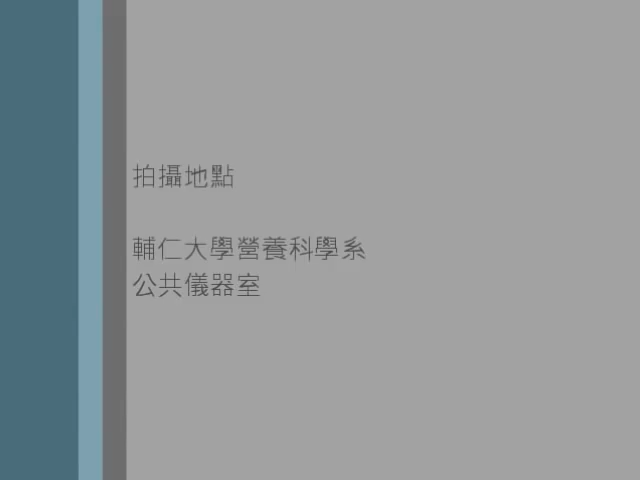 拍攝地點
輔仁大學營養科學系
公共儀器室